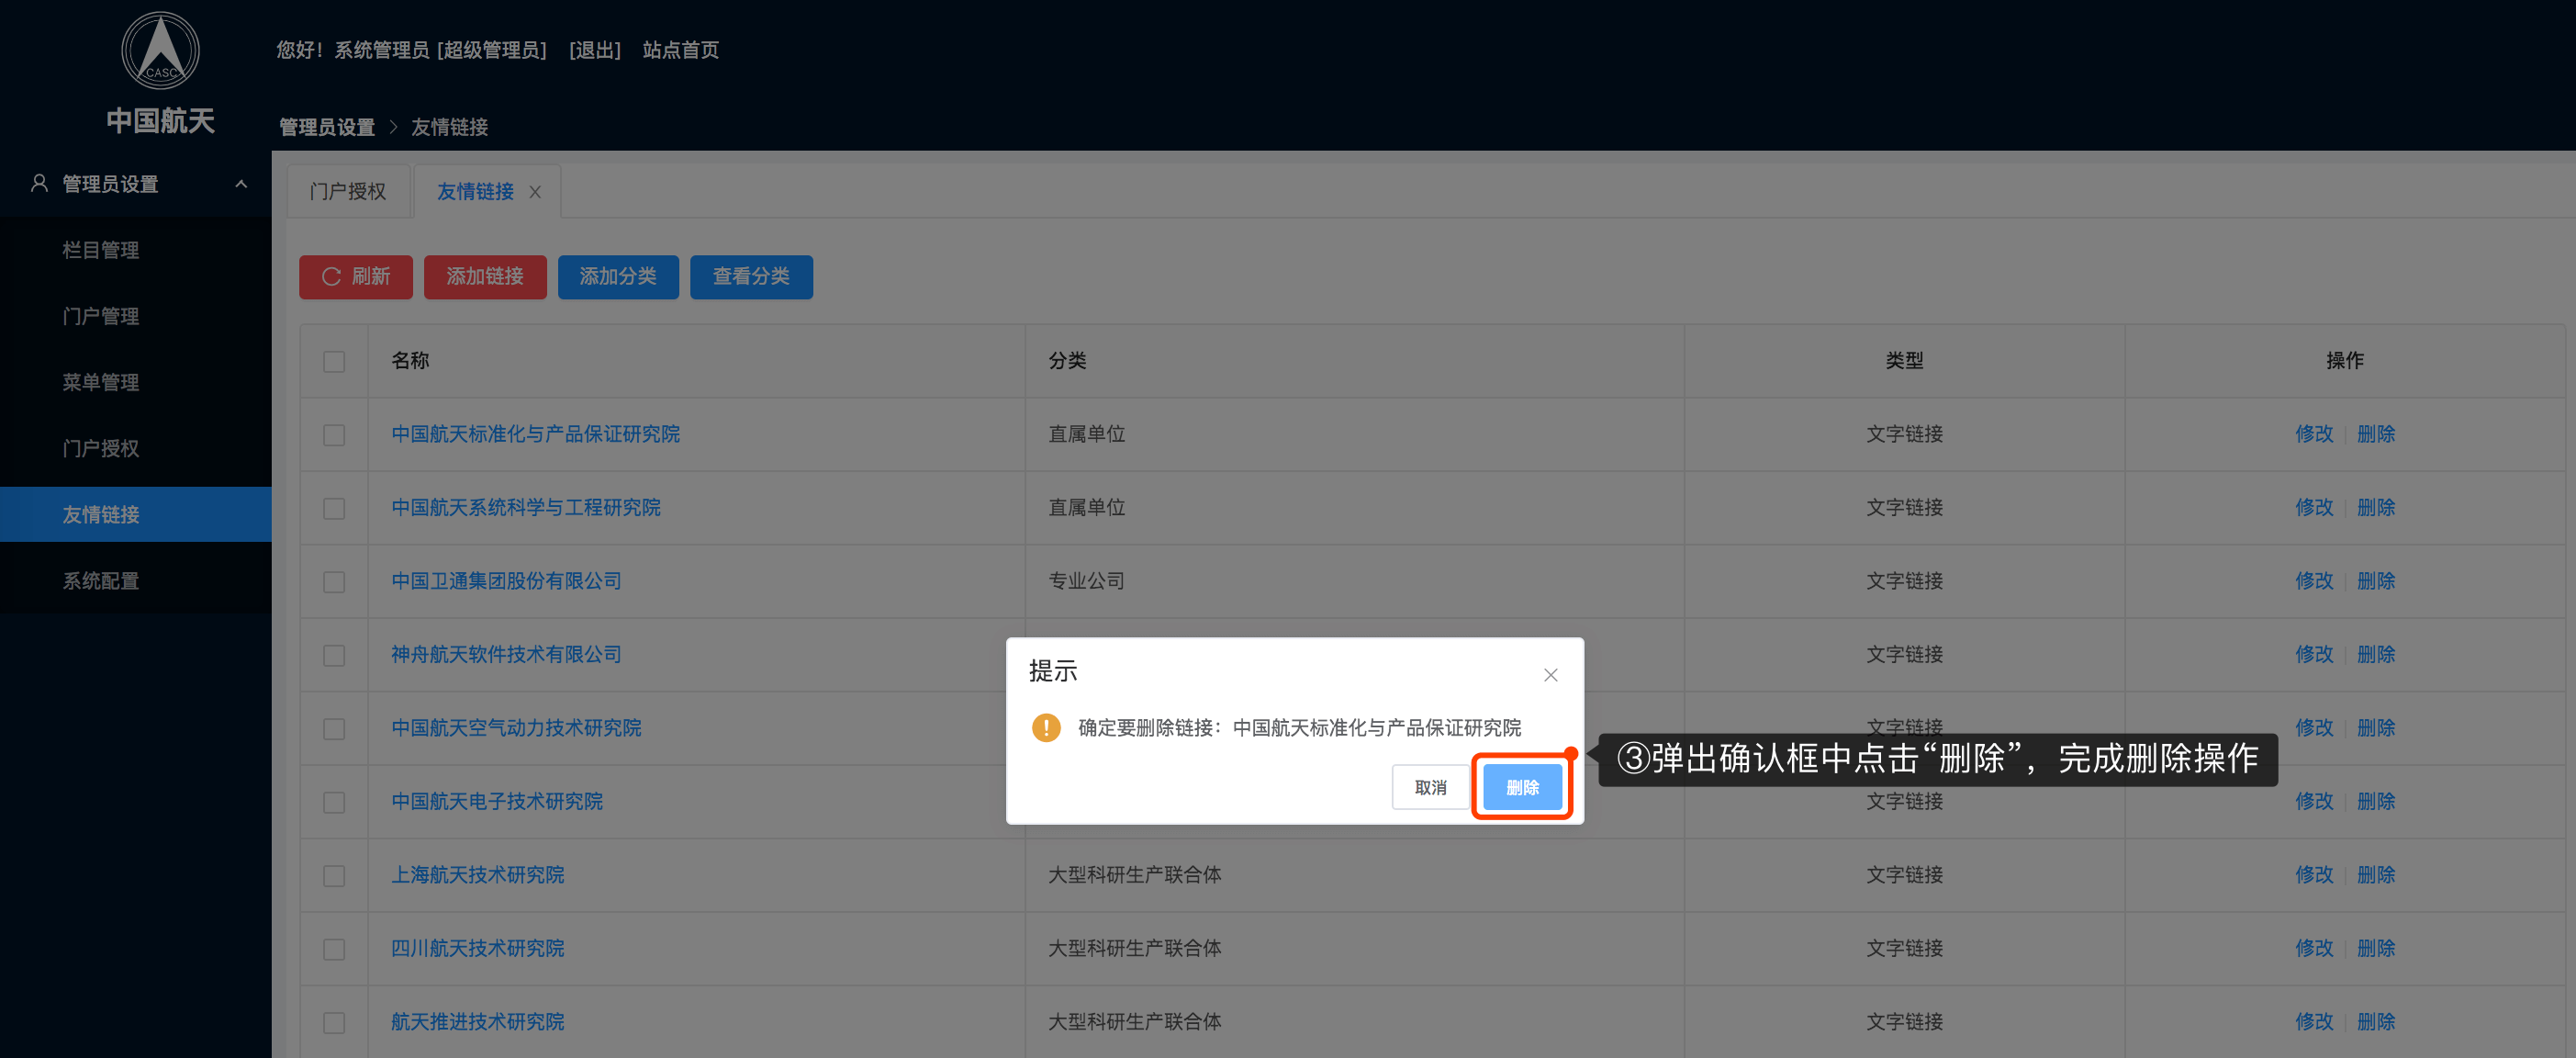 CASC
中国航天
您好！系统管理员 [超级管理员] [退出] 站点首页
管理员设置 > 友情链接
管理员设置
栏目管理
门户管理
菜单管理
门户授权
友情链接
系统配置
门户授权 友情链接
刷新 添加链接 添加分类 查看分类
名称 分类 类型 操作
中国航天标准化与产品保证研究院 直属单位 文字链接 修改 删除
中国航天系统科学与工程研究院 直属单位 文字链接 修改 删除
中国卫通集团股份有限公司 专业公司 文字链接 修改 删除
神舟航天软件技术有限公司 文字链接 修改 删除
中国航天空气动力技术研究院 文字链接 修改 删除
中国航天电子技术研究院 文字链接 修改 删除
上海航天技术研究院 大型科研生产联合体 文字链接 修改 删除
四川航天技术研究院 大型科研生产联合体 文字链接 修改 删除
航天推进技术研究院 大型科研生产联合体 文字链接 修改 删除
提示
确定要删除链接：中国航天标准化与产品保证研究院
取消 删除
③弹出确认框中点击“删除”，完成删除操作